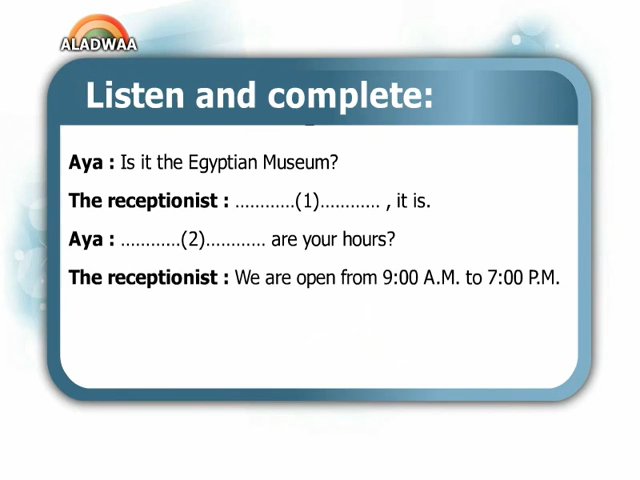 ALADWAA
Listen and complete:
Aya : Is it the Egyptian Museum?
The receptionist : …………(1)………… , it is.
Aya : …………(2)………… are your hours?
The receptionist : We are open from 9:00 A.M. to 7:00 P.M.